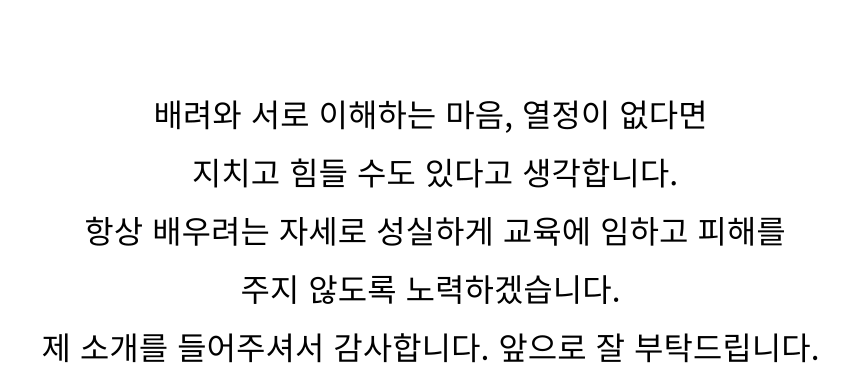 배려와 서로 이해하는 마음, 열정이 없다면
지치고 힘들 수도 있다고 생각합니다.
항상 배우려는 자세로 성실하게 교육에 임하고 피해를
주지 않도록 노력하겠습니다.
제 소개를 들어주셔서 감사합니다. 앞으로 잘 부탁드립니다.